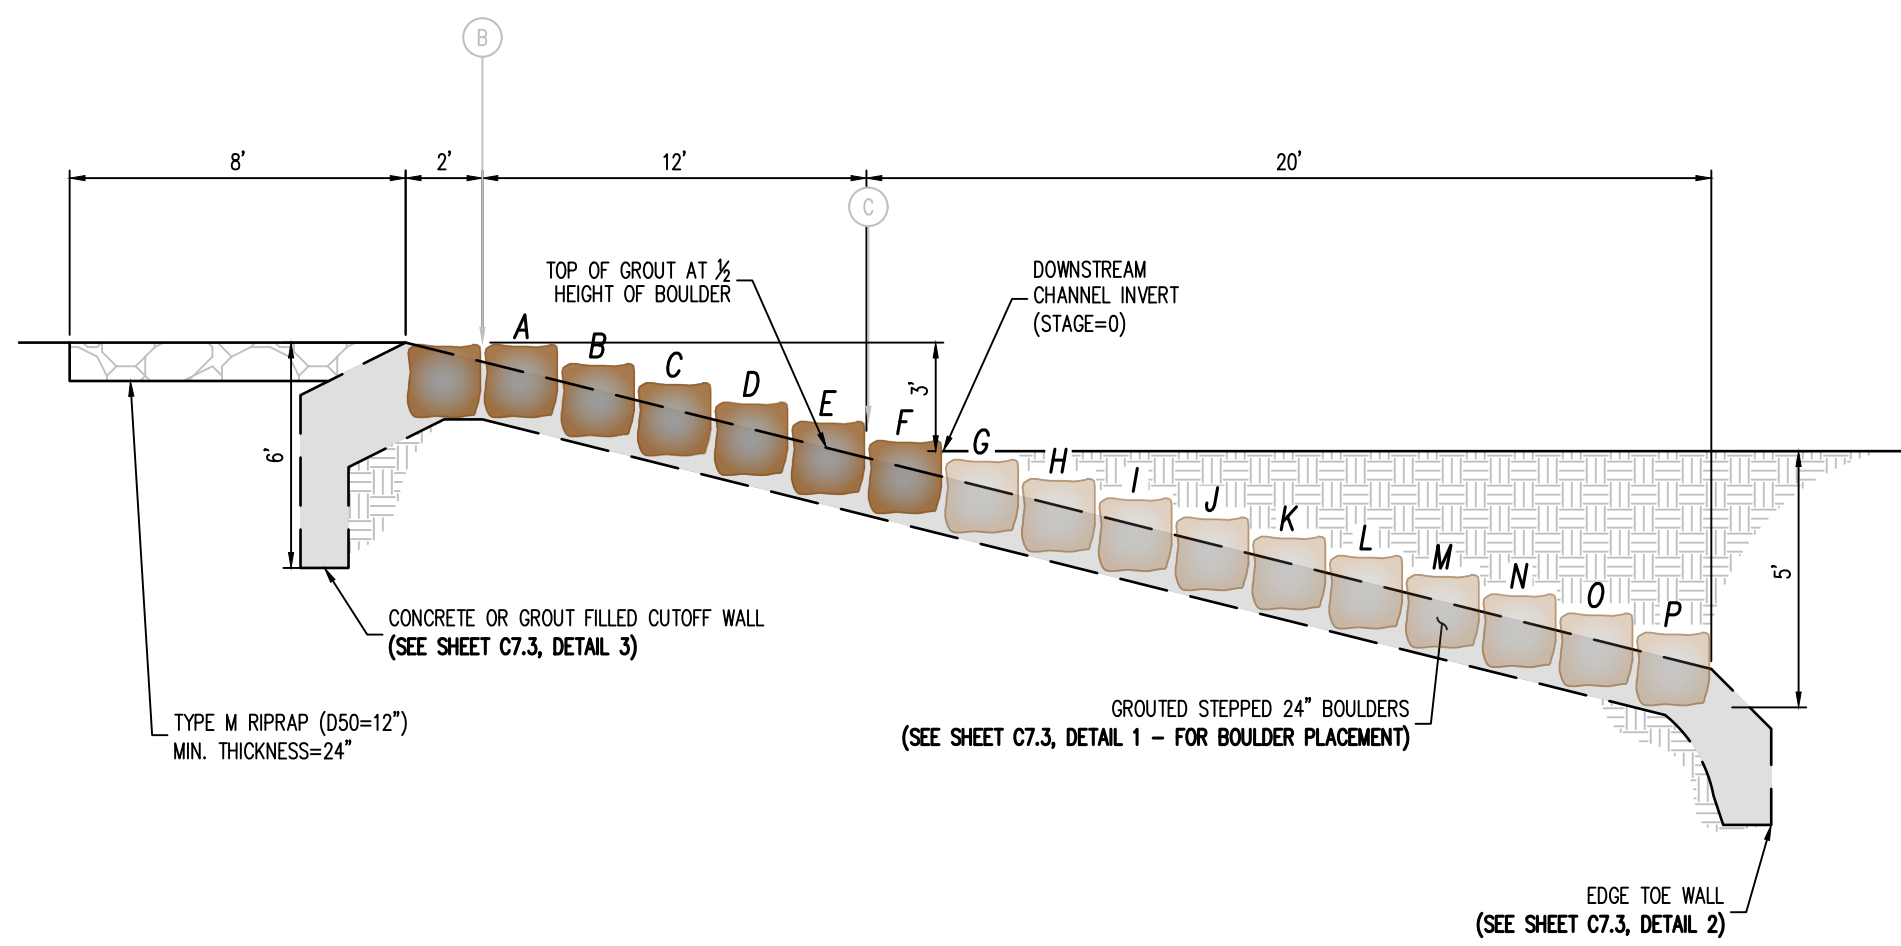 B
8'
2'
12'
20'
C
TOP OF GROUT AT ½
HEIGHT OF BOULDER
DOWNSTREAM
CHANNEL INVERT
(STAGE=0)
A
B
C
D
E
F
G
H
I
J
K
L
M
N
O
P
3'
6'
5'
CONCRETE OR GROUT FILLED CUTOFF WALL
(SEE SHEET C7.3, DETAIL 3)
TYPE M RIPRAP (D50=12")
MIN. THICKNESS=24"
GROUTED STEPPED 24" BOULDERS
(SEE SHEET C7.3, DETAIL 1 - FOR BOULDER PLACEMENT)
EDGE TOE WALL
(SEE SHEET C7.3, DETAIL 2)